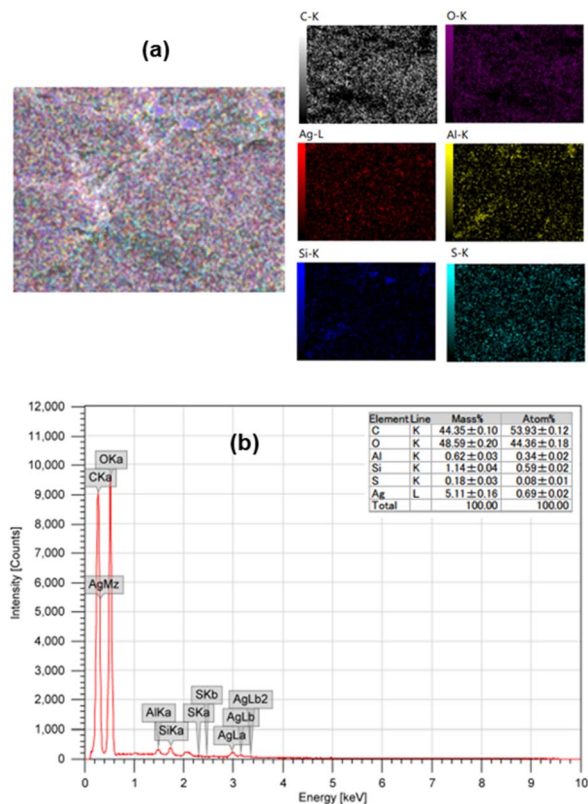 (a)
C-K
O-K
Ag-L
Al-K
Si-K
S-K
(b)
12,000
11,000
10,000
9,000
8,000
7,000
6,000
5,000
4,000
3,000
2,000
1,000
0
Intensity [Counts]
OKa
CKa
AgMz
AlKa
SiKa
SKb
SKa
AgLb2
AgLb
AgLa
Element Line Mass% Atom%
C K 44.35±0.10 53.93±0.12
O K 48.59±0.20 44.36±0.18
Al K 0.62±0.03 0.34±0.02
Si K 1.14±0.04 0.59±0.02
S K 0.18±0.03 0.08±0.01
Ag L 5.11±0.16 0.69±0.02
Total 100.00 100.00
0 1 2 3 4 5 6 7 8 9 10
Energy [keV]